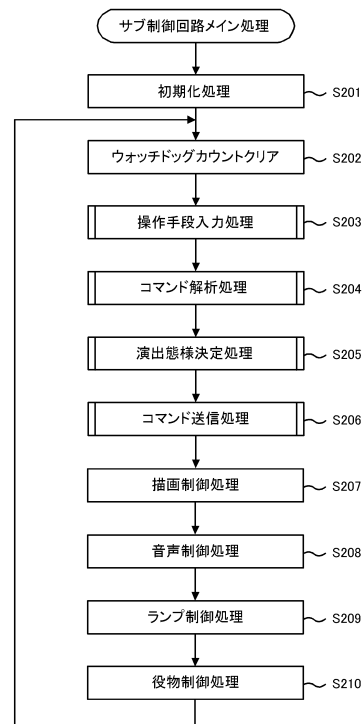 サブ制御回路メイン処理
初期化処理 S201
ウォッチドッグカウントクリア S202
操作手段入力処理 S203
コマンド解析処理 S204
演出態様決定処理 S205
コマンド送信処理 S206
描画制御処理 S207
音声制御処理 S208
ランプ制御処理 S209
役物制御処理 S210